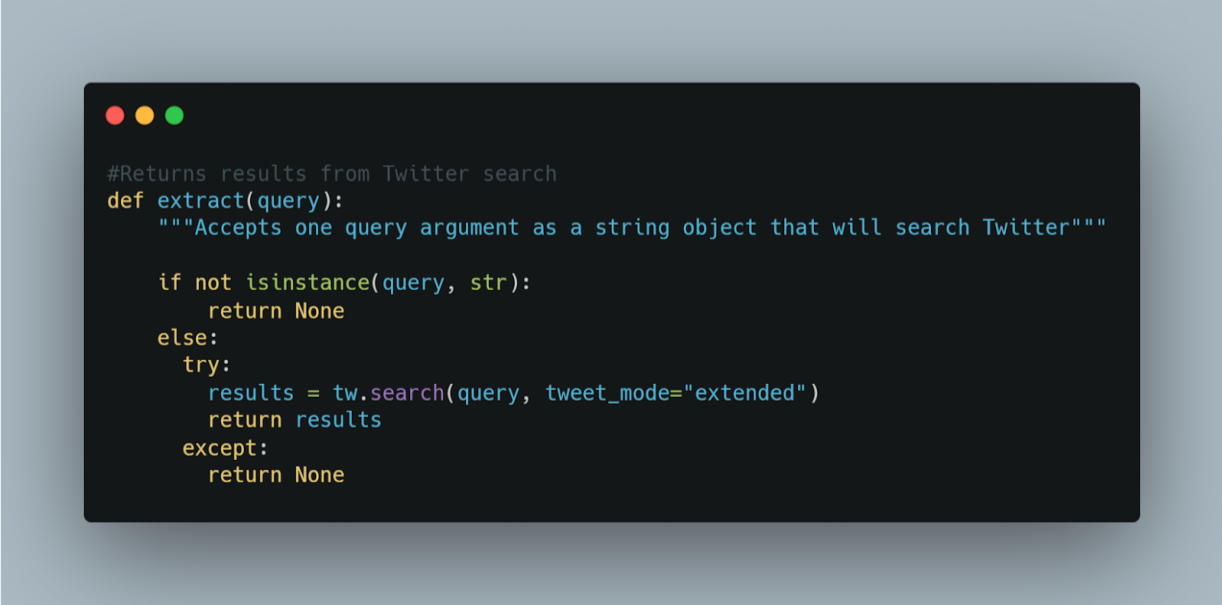 #Returns results from Twitter search
def extract(query):
    """Accepts one query argument as a string object that will search Twitter"""

    if not isinstance(query, str):
        return None
    else:
      try:
        results = tw.search(query, tweet_mode="extended")
        return results
      except:
        return None